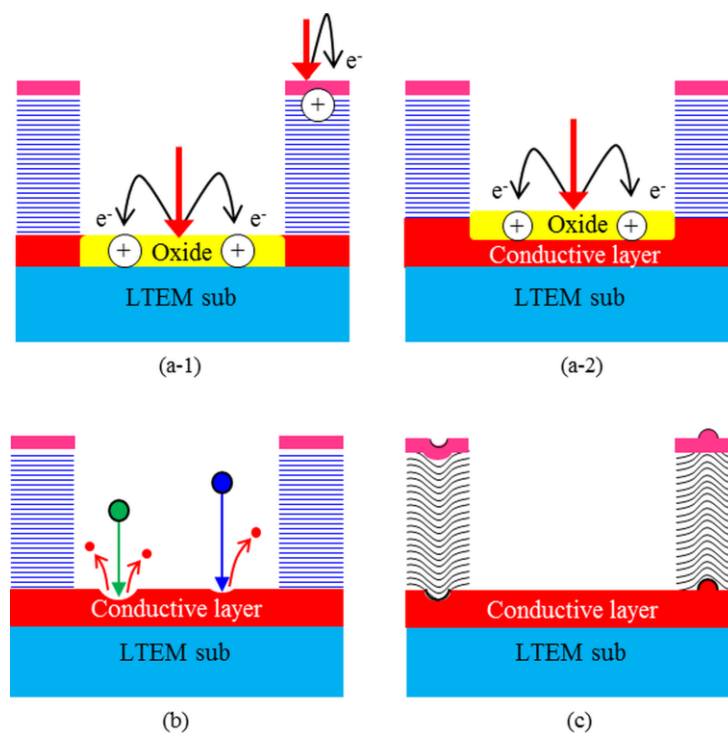 e-
+
e-
e-
+
Oxide
+
LTEM sub
(a-1)
e-
e-
+
Oxide
+
Conductive layer
LTEM sub
(a-2)
Conductive layer
LTEM sub
(b)
Conductive layer
LTEM sub
(c)